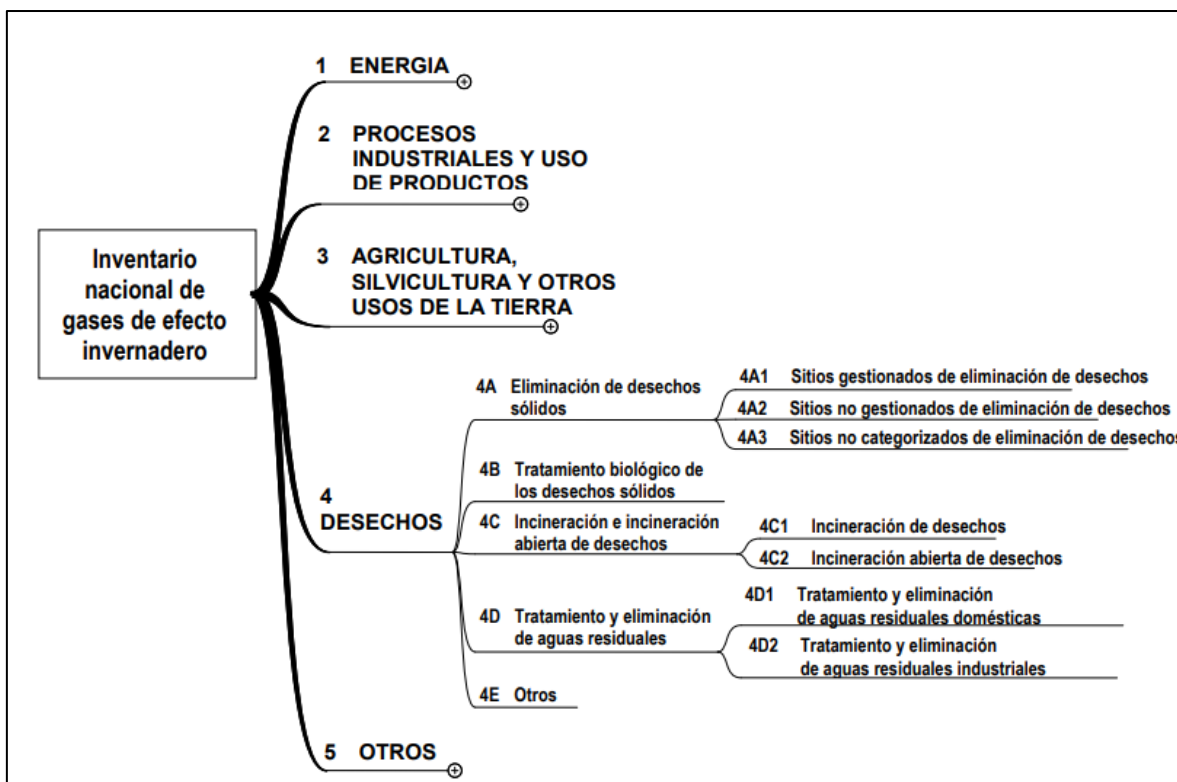 1 ENERGIA
2 PROCESOS
INDUSTRIALES Y USO
DE PRODUCTOS
3 AGRICULTURA,
SILVICULTURA Y OTROS
USOS DE LA TIERRA
Inventario
nacional de
gases de efecto
invernadero
4
DESECHOS
4A Eliminación de desechos
sólidos
4A1 Sitios gestionados de eliminación de desechos
4A2 Sitios no gestionados de eliminación de desechos
4A3 Sitios no categorizados de eliminación de desechos
4B Tratamiento biológico de
los desechos sólidos
4C Incineración e incineración
abierta de desechos
4C1 Incineración de desechos
4C2 Incineración abierta de desechos
4D Tratamiento y eliminación
de aguas residuales
4D1 Tratamiento y eliminación
de aguas residuales domésticas
4D2 Tratamiento y eliminación
de aguas residuales industriales
4E Otros
5 OTROS